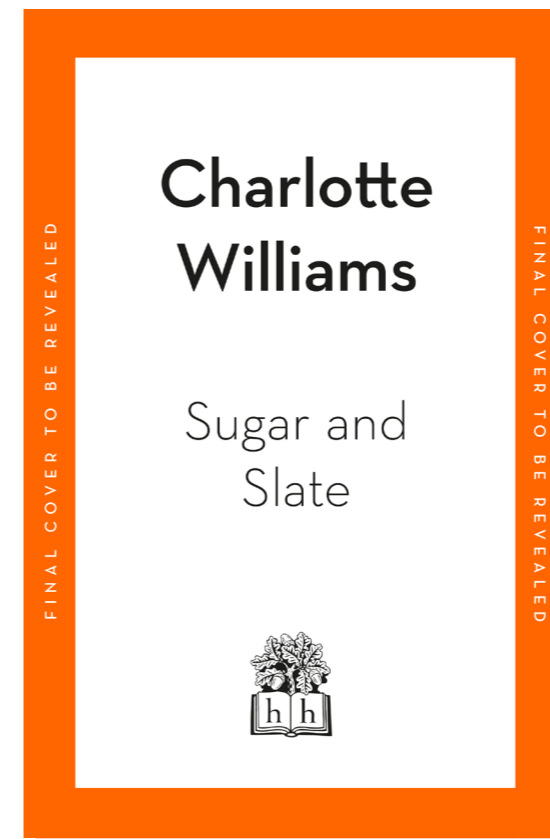 Charlotte
Williams
Sugar and
Slate
h h
FINAL COVER TO BE REVEALED
FINAL COVER TO BE REVEALED